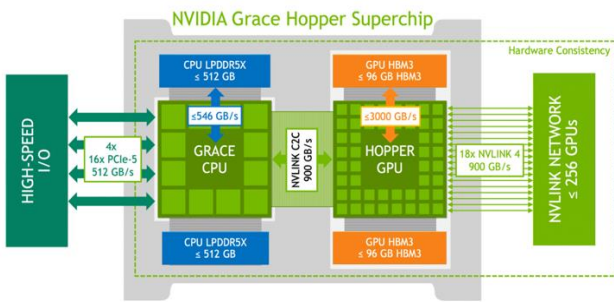 NVIDIA Grace Hopper Superchip
Hardware Consistency
CPU LPDDR5X
≤ 512 GB
GPU HBM3
≤ 96 GB HBM3
HIGH-SPEED
I/O
4x
16x PCIe-5
512 GB/s
≤546 GB/s
GRACE
CPU
NVLINK C2C
900 GB/s
≤3000 GB/s
HOPPER
GPU
18x NVLINK 4
900 GB/s
NVLINK NETWORK
≤ 256 GPUs
CPU LPDDR5X
≤ 512 GB
GPU HBM3
≤ 96 GB HBM3